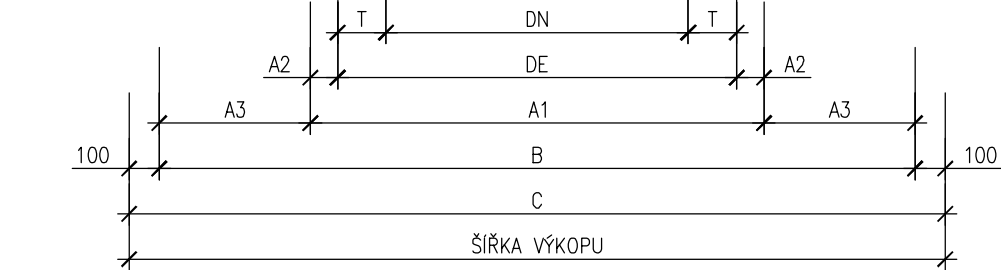 T DN T
A2 DE A2
A3 A1 A3
100 B 100
C
ŠÍŘKA VÝKOPU